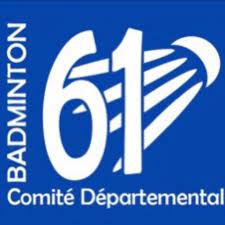 BADMINTON
61
Comité Départemental